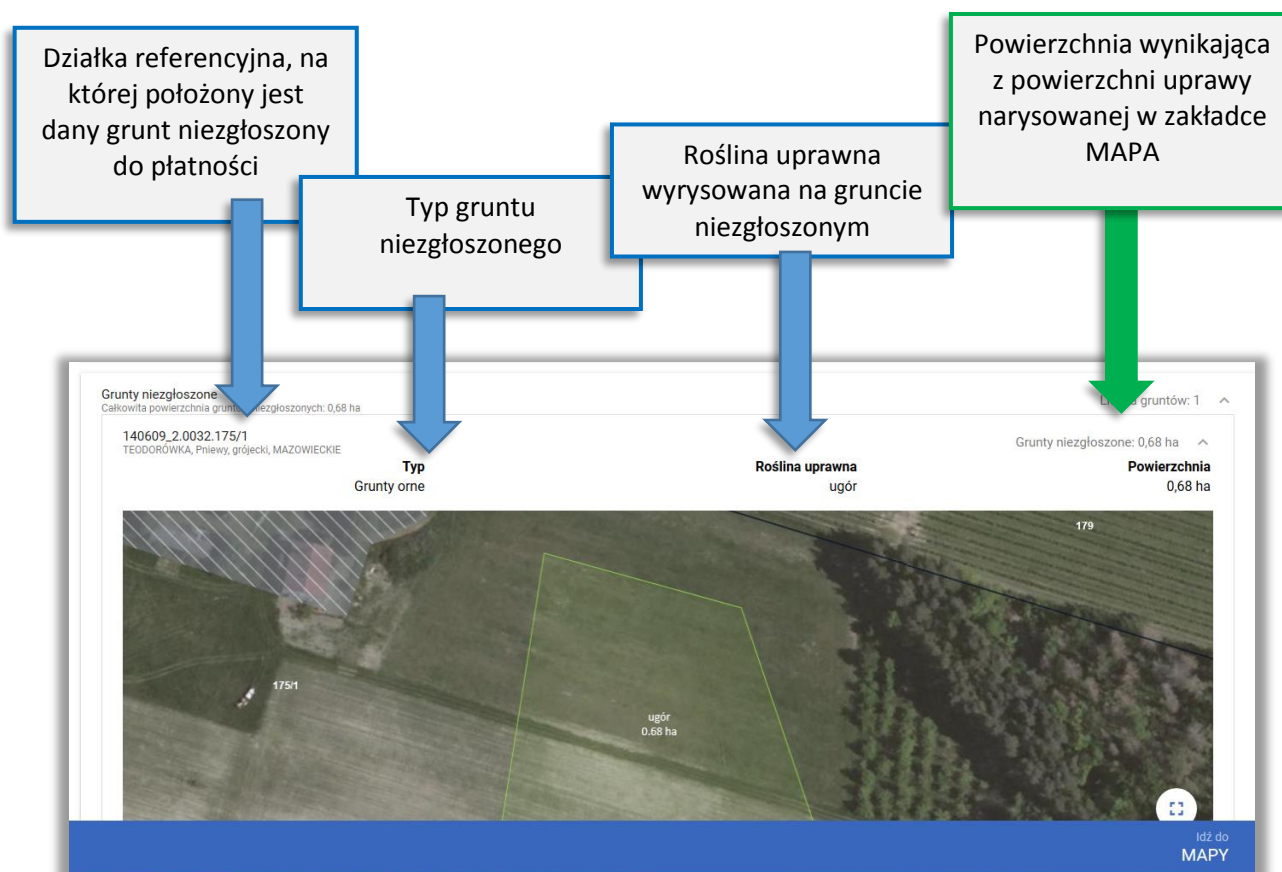 Działka referencyjna, na
której położony jest
dany grunt niezgłoszony
do płatności
Typ gruntu
niezgłoszonego
Roślina uprawna
wyrysowana na gruncie
niezgłoszonym
Powierzchnia wynikająca
z powierzchni uprawy
narysowanej w zakładce
MAPA
Grunty niezgłoszone
Całkowita powierzchnia niezgłoszonych: 0,68 ha
gruntów: 1
140609_2.0032.175/1
TEODORÓWKA, Pniewy, grójecki, MAZOWIECKIE
Grunty niezgłoszone: 0,68 ha
Typ
Roślina uprawna
Powierzchnia
Grunty orne
ugór
0,68 ha
179
175/1
ugór
0.68 ha
Idź do
MAPY